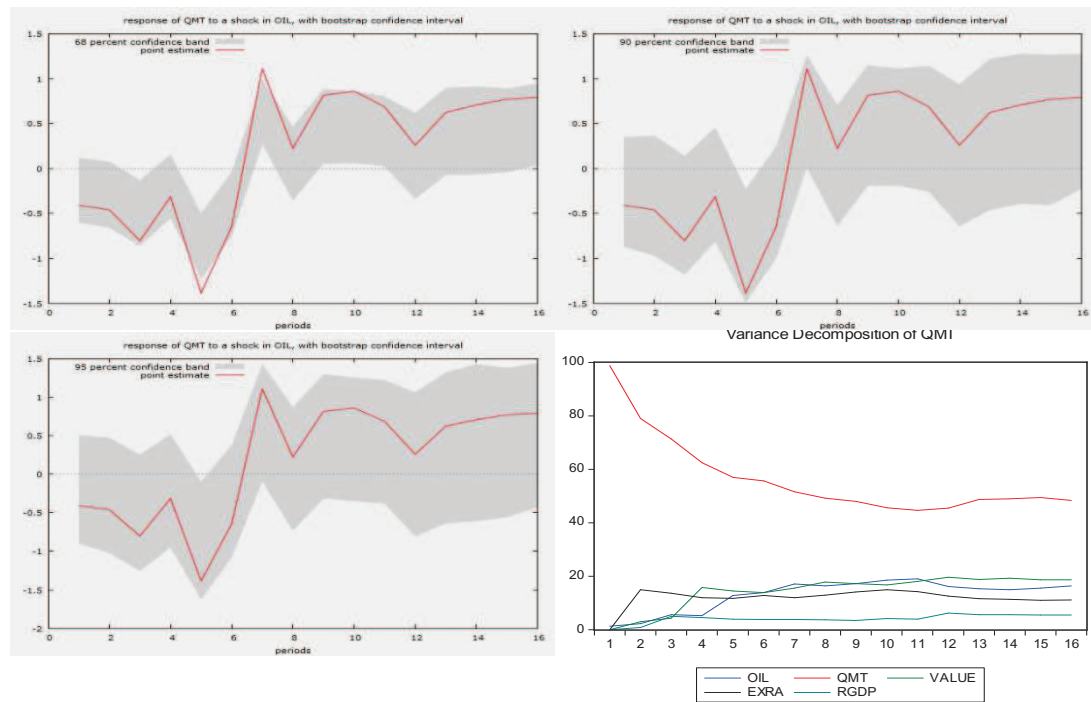 response of QMT to a shock in OIL, with bootstrap confidence interval
68 percent confidence band
point estimate
1.5
1
0.5
0
-0.5
-1
-1.5
0 2 4 6 8 10 12 14 16
periods
response of QMT to a shock in OIL, with bootstrap confidence interval
90 percent confidence band
point estimate
1.5
1
0.5
0
-0.5
-1
-1.5
0 2 4 6 8 10 12 14 16
periods
response of QMT to a shock in OIL, with bootstrap confidence interval
95 percent confidence band
point estimate
1.5
1
0.5
0
-0.5
-1
-1.5
-2
0 2 4 6 8 10 12 14 16
periods
Variance Decomposition of QMT
100
80
60
40
20
0
1 2 3 4 5 6 7 8 9 10 11 12 13 14 15 16
OIL QMT VALUE
EXRA RGDP